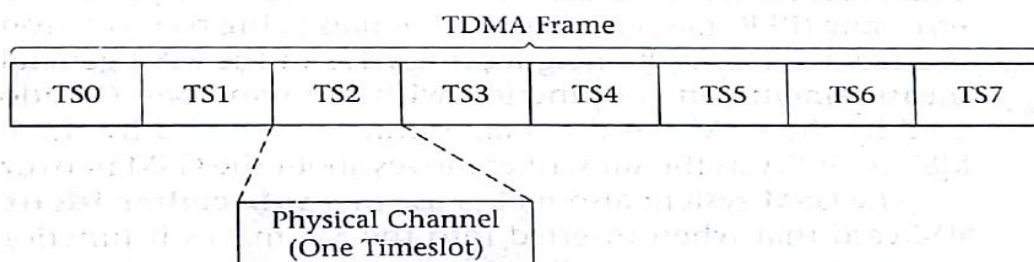 TDMA Frame
TS0 TS1 TS2 TS3 TS4 TS5 TS6 TS7
Physical Channel
(One Timeslot)